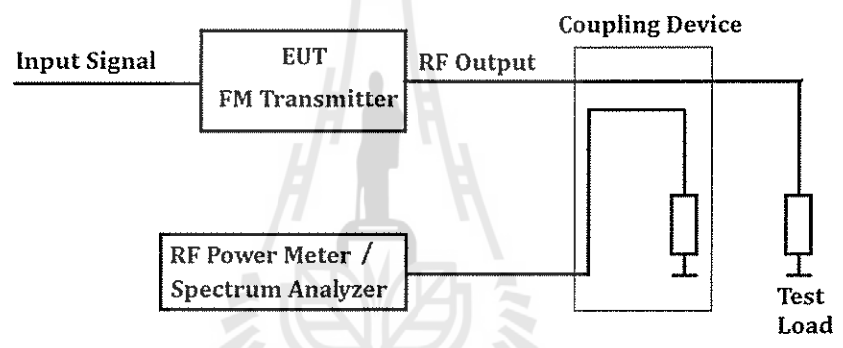 Coupling Device
Input Signal
EUT
FM Transmitter
RF Output
RF Power Meter /
Spectrum Analyzer
Test
Load